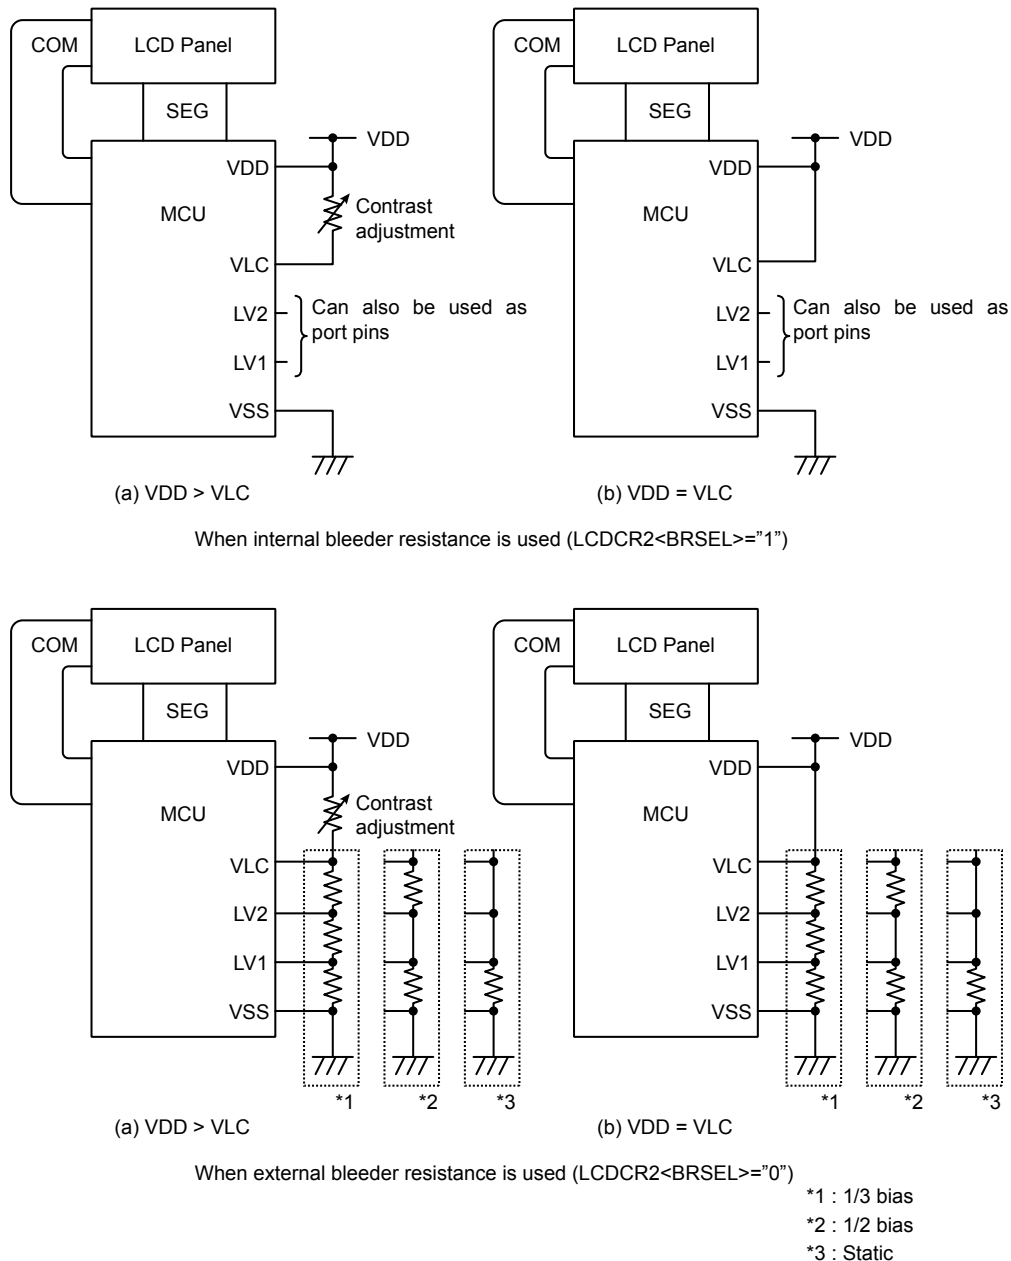 COM
LCD Panel
SEG
VDD
VDD
MCU
Contrast
adjustment
VLC
LV2
Can also be used as
port pins
LV1
VSS
(a) VDD > VLC
COM
LCD Panel
SEG
VDD
VDD
MCU
VLC
LV2
Can also be used as
port pins
LV1
VSS
(b) VDD = VLC
When internal bleeder resistance is used (LCDCR2<BRSEL>=”1”)
COM
LCD Panel
SEG
VDD
VDD
MCU
Contrast
adjustment
VLC
LV2
LV1
VSS
*1
*2
*3
(a) VDD > VLC
COM
LCD Panel
SEG
VDD
VDD
MCU
VLC
LV2
LV1
VSS
*1
*2
*3
(b) VDD = VLC
When external bleeder resistance is used (LCDCR2<BRSEL>=”0”)
*1 : 1/3 bias
*2 : 1/2 bias
*3 : Static